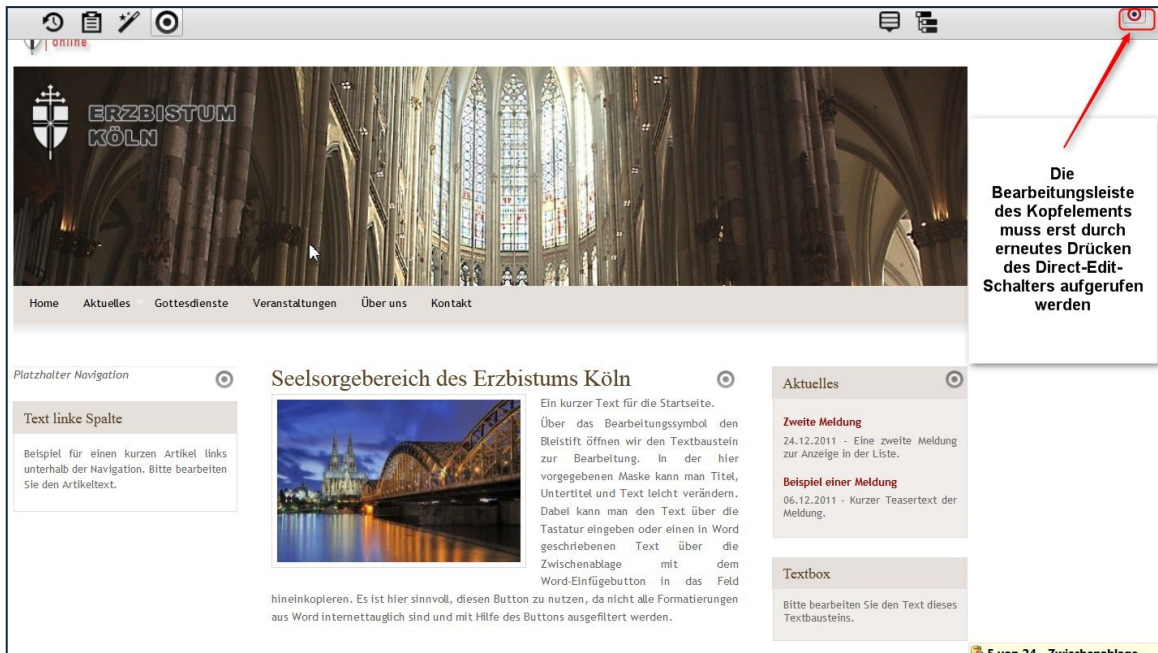 online
ERZBISTUM
KÖLN
Die
Bearbeitungsleiste
des Kopfelements
muss erst durch
erneutes Drücken
des Direct-Edit-
Schalters aufgerufen
werden
Home Aktuelles Gottesdienste Veranstaltungen Über uns Kontakt
Platzhalter Navigation
Text linke Spalte
Beispiel für einen kurzen Artikel links
unterhalb der Navigation. Bitte bearbeiten
Sie den Artikeltext.
Seelsorgebereich des Erzbistums Köln
Ein kurzer Text für die Startseite.
Über das Bearbeitungssymbol den
Bleistift öffnen wir den Textbaustein
zur Bearbeitung. In der hier
vorgegebenen Maske kann man Titel,
Untertitel und Text leicht verändern.
Dabei kann man den Text über die
Tastatur eingeben oder einen in Word
geschriebenen Text über die
Zwischenablage mit dem
Word-Einfügebutton in das Feld
hineinkopieren. Es ist hier sinnvoll, diesen Button zu nutzen, da nicht alle Formatierungen
aus Word internettauglich sind und mit Hilfe des Buttons ausgefiltert werden.
Aktuelles
Zweite Meldung
24.12.2011 - Eine zweite Meldung
zur Anzeige in der Liste.
Beispiel einer Meldung
06.12.2011 - Kurzer Teasertext der
Meldung.
Textbox
Bitte bearbeiten Sie den Text dieses
Textbausteins.
5 von 24 - Zwischenablage